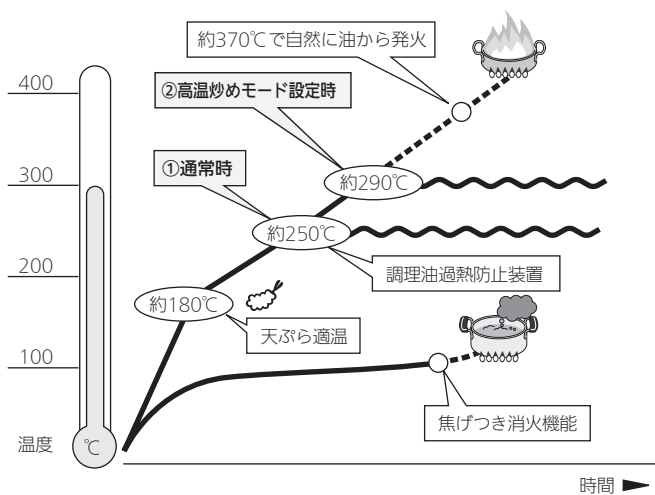 約370℃で自然に油から発火
400
②高温炒めモード設定時
①通常時
300
約290℃
約250℃
200
調理油過熱防止装置
約180℃
天ぷら適温
100
焦げつき消火機能
温度
℃
時間